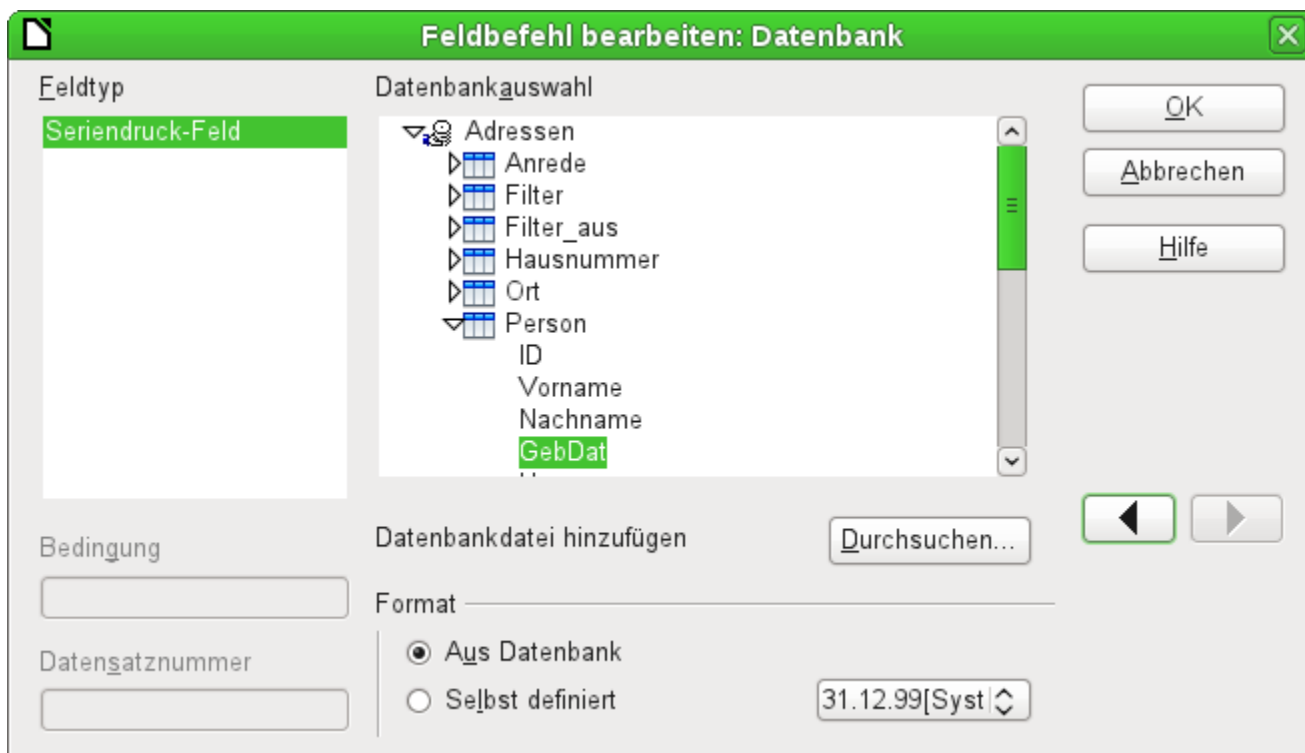 Feldbefehl bearbeiten: Datenbank
Feldtyp
Seriendruck-Feld
Datenbankauswahl
Adressen
Anrede
Filter
Filter_aus
Hausnummer
Ort
Person
ID
Vorname
Nachname
GebDat
OK
Abbrechen
Hilfe
Bedingung
Datensatznummer
Datenbankdatei hinzufügen
Durchsuchen...
Format
Aus Datenbank
Selbst definiert
31.12.99[Syst